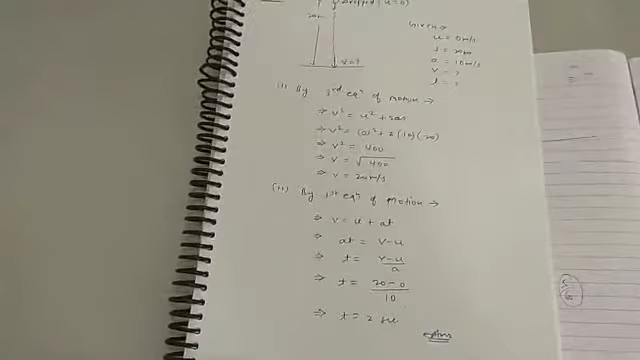 Dropped (u=0)
20m
v=?
Given →
u = 0 m/s
s = 20m
a = 10m/s
v = ?
t = ?
(i) By 3rd eqn of motion →
⇒ v² = u² + 2as
⇒ v² = (0)² + 2(10)(20)
⇒ v² = 400
⇒ v = √400
⇒ v = 20m/s
(ii) By 1st eqn of motion →
⇒ v = u + at
⇒ at = v-u
⇒ t = v-u/a
⇒ t = 20-0/10
⇒ t = 2 sec
Ans